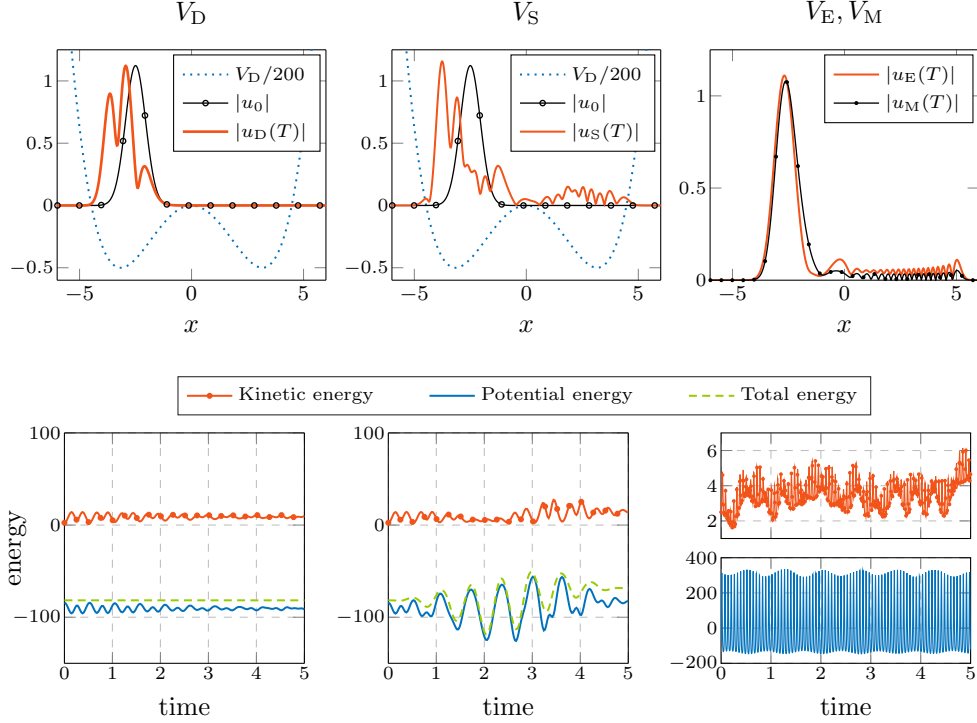 V_D
V_S
V_E, V_M
V_D/200
|u_0|
|u_D(T)|
V_D/200
|u_0|
|u_S(T)|
|u_E(T)|
|u_M(T)|
1
0.5
0
−0.5
1
0.5
0
−0.5
1
0.5
0
−5 0 5
−5 0 5
−5 0 5
x
x
x
Kinetic energy Potential energy Total energy
100
0
−100
100
0
−100
6
4
2
400
200
0
−200
energy
0 1 2 3 4 5
0 1 2 3 4 5
0 1 2 3 4 5
time
time
time